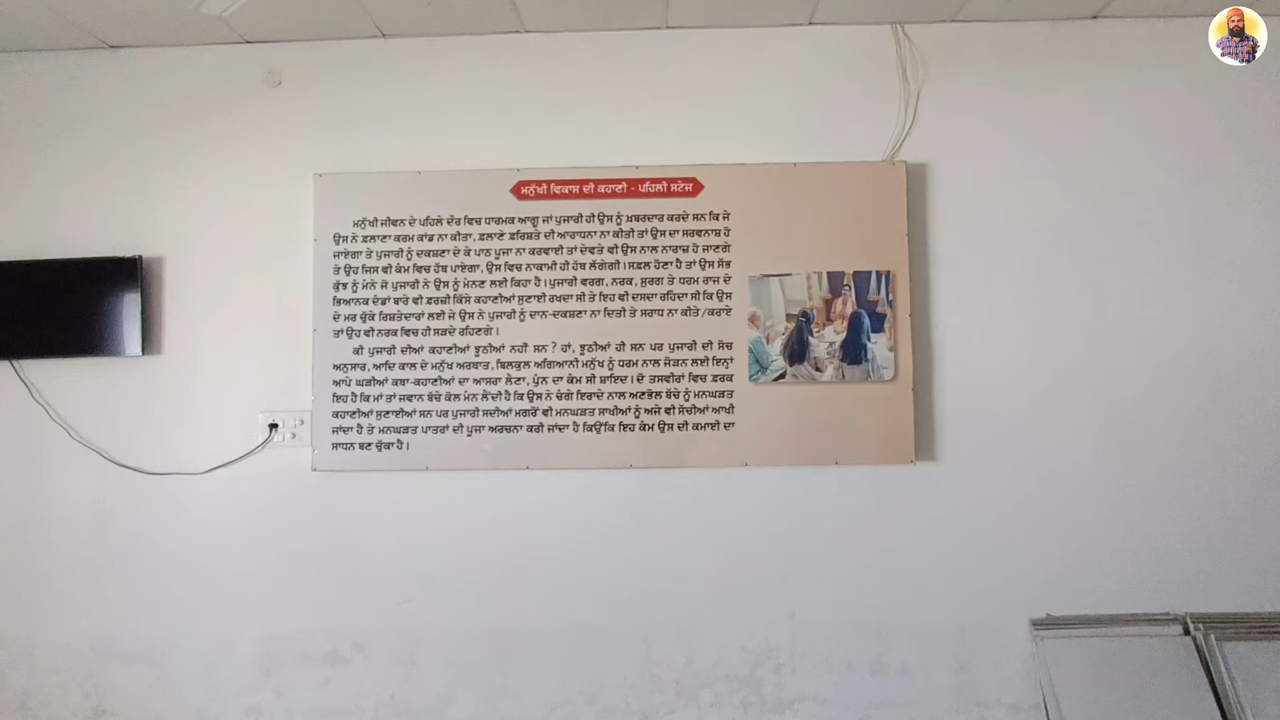 ਮਨੁੱਖੀ ਵਿਕਾਸ ਦੀ ਕਹਾਣੀ - ਪਹਿਲੀ ਸਟੇਜ
ਮਨੁੱਖੀ ਜੀਵਨ ਦੇ ਪਹਿਲੇ ਦੌਰ ਵਿਚ ਧਾਰਮਕ ਆਗੂ ਜਾਂ ਪੁਜਾਰੀ ਹੀ ਉਸ ਨੂੰ ਖ਼ਬਰਦਾਰ ਕਰਦੇ ਸਨ ਕਿ ਜੇ
ਉਸ ਨੇ ਫ਼ਲਾਣਾ ਕਰਮ ਕਾਂਡ ਨਾ ਕੀਤਾ, ਫ਼ਲਾਣੇ ਫ਼ਰਿਸ਼ਤੇ ਦੀ ਆਰਾਧਨਾ ਨਾ ਕੀਤੀ ਤਾਂ ਉਸ ਦਾ ਸਰਵਨਾਸ਼ ਹੋ
ਜਾਏਗਾ ਤੇ ਪੁਜਾਰੀ ਨੂੰ ਦਕਸ਼ਣਾ ਦੇ ਕੇ ਪਾਠ ਪੂਜਾ ਨਾ ਕਰਵਾਈ ਤਾਂ ਦੇਵਤੇ ਵੀ ਉਸ ਨਾਲ ਨਾਰਾਜ਼ ਹੋ ਜਾਣਗੇ
ਤੇ ਉਹ ਜਿਸ ਵੀ ਕੰਮ ਵਿਚ ਹੱਥ ਪਾਏਗਾ, ਉਸ ਵਿਚ ਨਾਕਾਮੀ ਹੀ ਹੱਥ ਲੱਗੇਗੀ। ਸਫ਼ਲ ਹੋਣਾ ਹੈ ਤਾਂ ਉਸ ਸੱਭ
ਕੁੱਝ ਨੂੰ ਮੰਨੋ ਜੋ ਪੁਜਾਰੀ ਨੇ ਉਸ ਨੂੰ ਮੰਨਣ ਲਈ ਕਿਹਾ ਹੈ। ਪੁਜਾਰੀ ਵਰਗ, ਨਰਕ, ਸੁਰਗ ਤੇ ਧਰਮ ਰਾਜ ਦੇ
ਭਿਆਨਕ ਦੰਡਾਂ ਬਾਰੇ ਵੀ ਫ਼ਰਜ਼ੀ ਕਿੱਸੇ ਕਹਾਣੀਆਂ ਸੁਣਾਈ ਰਖਦਾ ਸੀ ਤੇ ਇਹ ਵੀ ਦਸਦਾ ਰਹਿਦਾ ਸੀ ਕਿ ਉਸ
ਦੇ ਮਰ ਚੁੱਕੇ ਰਿਸ਼ਤੇਦਾਰਾਂ ਲਈ ਜੇ ਉਸ ਨੇ ਪੁਜਾਰੀ ਨੂੰ ਦਾਨ-ਦਕਸ਼ਣਾ ਨਾ ਦਿਤੀ ਤੇ ਸਰਾਧ ਨਾ ਕੀਤੇ/ਕਰਾਏ
ਤਾਂ ਉਹ ਵੀ ਨਰਕ ਵਿਚ ਹੀ ਸੜਦੇ ਰਹਿਣਗੇ।
ਕੀ ਪੁਜਾਰੀ ਦੀਆਂ ਕਹਾਣੀਆਂ ਝੂਠੀਆਂ ਨਹੀਂ ਸਨ? ਹਾਂ, ਝੂਠੀਆਂ ਹੀ ਸਨ ਪਰ ਪੁਜਾਰੀ ਦੀ ਸੋਚ
ਅਨੁਸਾਰ, ਆਦਿ ਕਾਲ ਦੇ ਮਨੁੱਖ ਅਰਥਾਤ, ਬਿਲਕੁਲ ਅਗਿਆਨੀ ਮਨੁੱਖ ਨੂੰ ਧਰਮ ਨਾਲ ਜੋੜਨ ਲਈ ਇਨ੍ਹਾਂ
ਆਪੇ ਘੜੀਆਂ ਕਥਾ-ਕਹਾਣੀਆਂ ਦਾ ਆਸਰਾ ਲੈਣਾ, ਪੁੰਨ ਦਾ ਕੰਮ ਸੀ ਸ਼ਾਇਦ। ਦੋ ਤਸਵੀਰਾਂ ਵਿਚ ਫ਼ਰਕ
ਇਹ ਹੈ ਕਿ ਮਾਂ ਤਾਂ ਜਵਾਨ ਬੱਚੇ ਕੋਲ ਮੰਨ ਲੈਂਦੀ ਹੈ ਕਿ ਉਸ ਨੇ ਚੰਗੇ ਇਰਾਦੇ ਨਾਲ ਅਣਭੋਲ ਬੱਚੇ ਨੂੰ ਮਨਘੜਤ
ਕਹਾਣੀਆਂ ਸੁਣਾਈਆਂ ਸਨ ਪਰ ਪੁਜਾਰੀ ਸਦੀਆਂ ਮਗਰੋਂ ਵੀ ਮਨਘੜਤ ਸਾਖੀਆਂ ਨੂੰ ਅਜੇ ਵੀ ਸੱਚੀਆਂ ਆਖੀ
ਜਾਂਦਾ ਹੈ ਤੇ ਮਨਘੜਤ ਪਾਤਰਾਂ ਦੀ ਪੂਜਾ ਅਰਚਨਾ ਕਰੀ ਜਾਂਦਾ ਹੈ ਕਿਉਂਕਿ ਇਹ ਕੰਮ ਉਸ ਦੀ ਕਮਾਈ ਦਾ
ਸਾਧਨ ਬਣ ਚੁੱਕਾ ਹੈ।